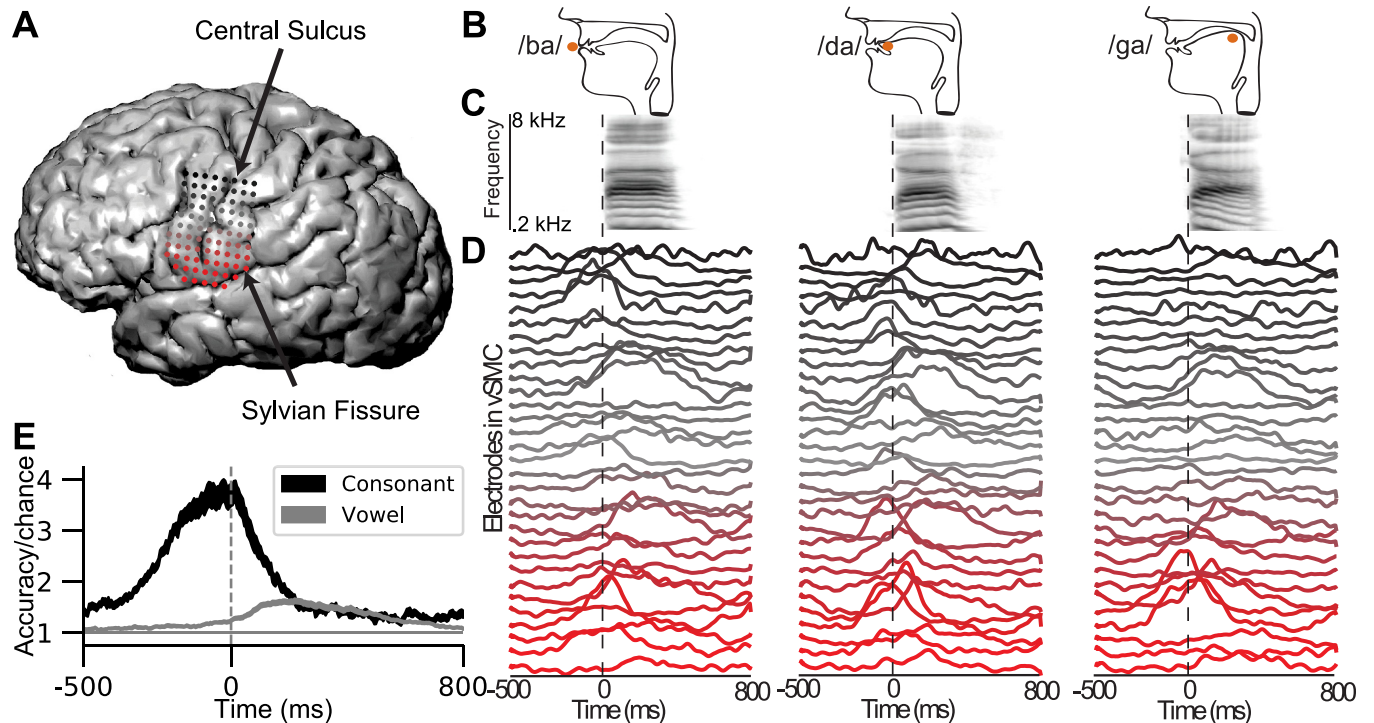 A
Central Sulcus
Sylvian Fissure
B
/ba/
/da/
/ga/
C
8 kHz
Frequency
.2 kHz
D
Electrodes in vSMC
-500 0 800
Time (ms)
-500 0 800
Time (ms)
-500 0 800
Time (ms)
E
Accuracy/chance
4
3
2
1
Consonant
Vowel
-500 0 800
Time (ms)